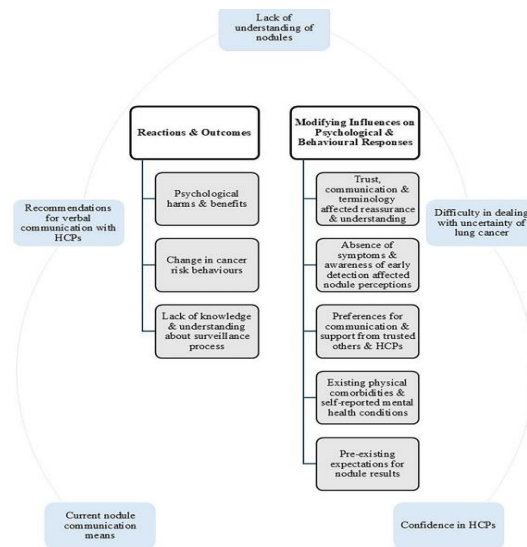 Lack of
understanding of
nodules
Reactions & Outcomes
Psychological
harms & benefits
Change in cancer
risk behaviours
Lack of knowledge
& understanding
about surveillance
process
Modifying Influences on
Psychological &
Behavioural Responses
Trust,
communication &
terminology
affected reassurance
& understanding
Absence of
symptoms &
awareness of early
detection affected
nodule perceptions
Preferences for
communication &
support from trusted
others & HCPs
Existing physical
comorbidities &
self-reported mental
health conditions
Pre-existing
expectations for
nodule results
Recommendations
for verbal
communication with
HCPs
Difficulty in dealing
with uncertainty of
lung cancer
Current nodule
communication
means
Confidence in HCPs